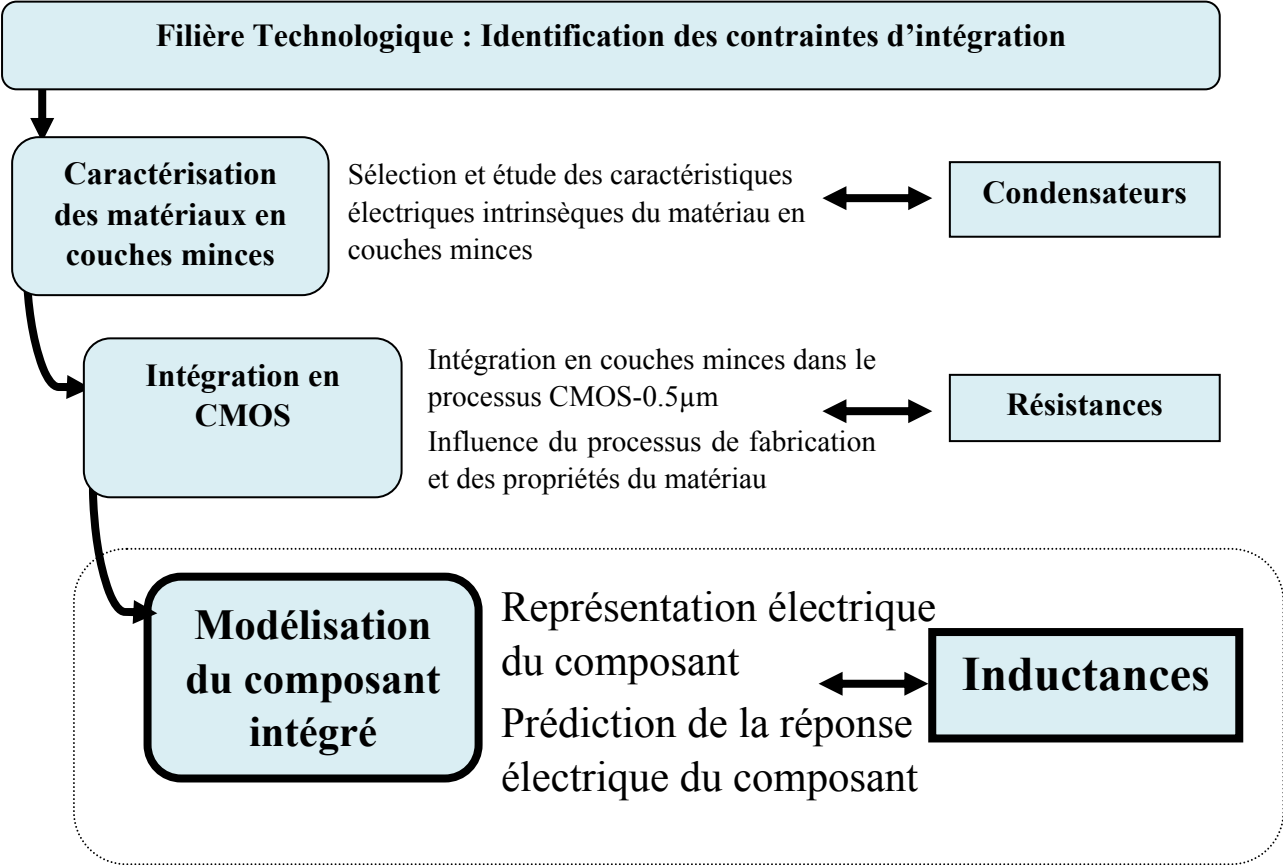 Filière Technologique : Identification des contraintes d’intégration
Caractérisation
des matériaux en
couches minces
Sélection et étude des caractéristiques
électriques intrinsèques du matériau en
couches minces
Condensateurs
Intégration en
CMOS
Intégration en couches minces dans le
processus CMOS-0.5µm
Influence du processus de fabrication
et des propriétés du matériau
Résistances
Modélisation
du composant
intégré
Représentation électrique
du composant
Prédiction de la réponse
électrique du composant
Inductances